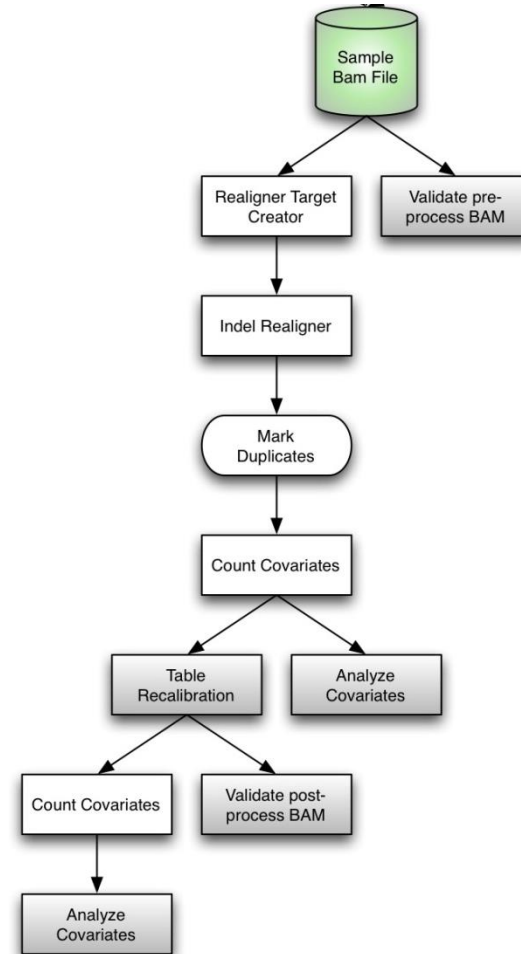 Sample
Bam File
Realigner Target
Creator
Validate pre-
process BAM
Indel Realigner
Mark
Duplicates
Count Covariates
Table
Recalibration
Analyze
Covariates
Count Covariates
Validate post-
process BAM
Analyze
Covariates